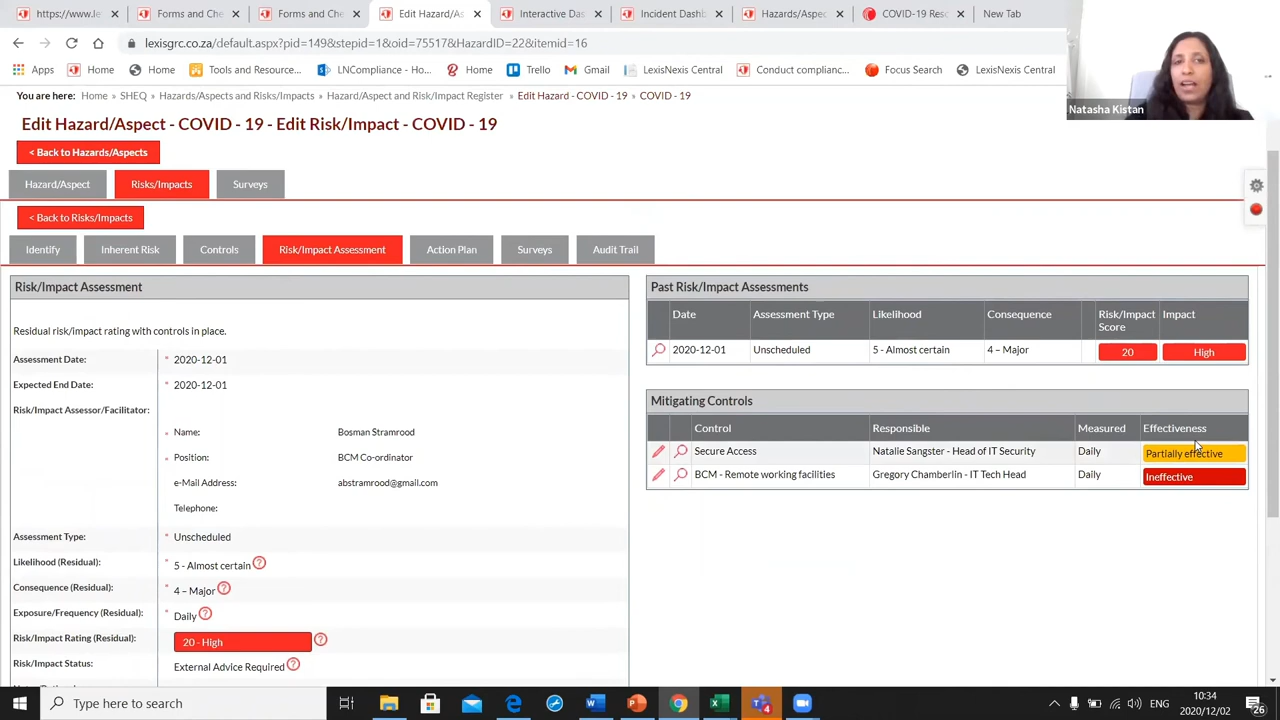 https://www.le
Forms and Che
Forms and Che
Edit Hazard/As
Interactive Das
Incident Dashb
Hazards/Aspec
COVID-19 Reso
New Tab
lexisgrc.co.za/default.aspx?pid=149&stepid=1&oid=75517&HazardID=22&itemid=16
Apps
Home
Home
Tools and Resource...
LNCompliance - Ho...
Home
Trello
Gmail
LexisNexis Central
Conduct complianc...
Focus Search
LexisNexis Central
Natasha Kistan
You are here: Home » SHEQ » Hazards/Aspects and Risks/Impacts » Hazard/Aspect and Risk/Impact Register » Edit Hazard - COVID - 19 » COVID - 19
Edit Hazard/Aspect - COVID - 19 - Edit Risk/Impact - COVID - 19
< Back to Hazards/Aspects
Hazard/Aspect
Risks/Impacts
Surveys
< Back to Risks/Impacts
Identify
Inherent Risk
Controls
Risk/Impact Assessment
Action Plan
Surveys
Audit Trail
Risk/Impact Assessment
Residual risk/impact rating with controls in place.
Assessment Date: * 2020-12-01
Expected End Date: * 2020-12-01
Risk/Impact Assessor/Facilitator:
* Name: Bosman Stramrood
* Position: BCM Co-ordinator
e-Mail Address: abstramrood@gmail.com
Telephone:
Assessment Type: * Unscheduled
Likelihood (Residual): * 5 - Almost certain ?
Consequence (Residual): * 4 – Major ?
Exposure/Frequency (Residual): * Daily ?
Risk/Impact Rating (Residual): 20 - High ?
Risk/Impact Status: External Advice Required ?
Past Risk/Impact Assessments
Date Assessment Type Likelihood Consequence Risk/Impact Score Impact
2020-12-01 Unscheduled 5 - Almost certain 4 – Major 20 High
Mitigating Controls
Control Responsible Measured Effectiveness
Secure Access Natalie Sangster - Head of IT Security Daily Partially effective
BCM - Remote working facilities Gregory Chamberlin - IT Tech Head Daily Ineffective
Type here to search
ENG
10:34
2020/12/02
26